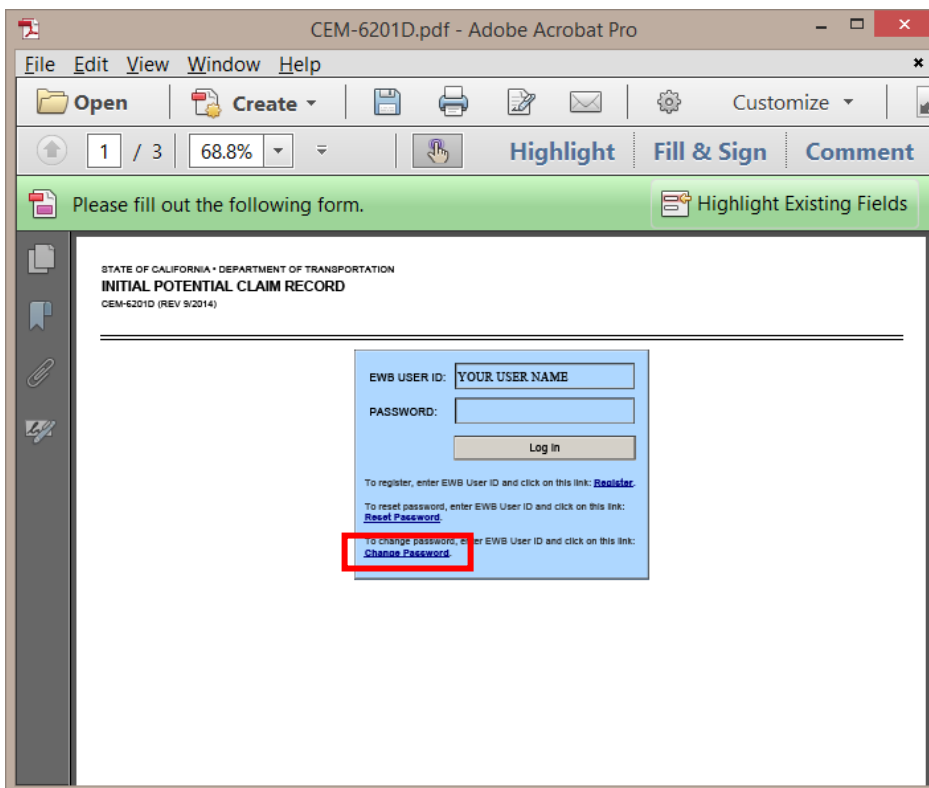 CEM-6201D.pdf - Adobe Acrobat Pro
File Edit View Window Help
Open Create Customize
1 / 3 68.8% Highlight Fill & Sign Comment
Please fill out the following form. Highlight Existing Fields
STATE OF CALIFORNIA • DEPARTMENT OF TRANSPORTATION
INITIAL POTENTIAL CLAIM RECORD
CEM-6201D (REV 9/2014)
EWB USER ID: YOUR USER NAME
PASSWORD:
Log In
To register, enter EWB User ID and click on this link: Register.
To reset password, enter EWB User ID and click on this link:
Reset Password.
To change password, enter EWB User ID and click on this link:
Change Password.